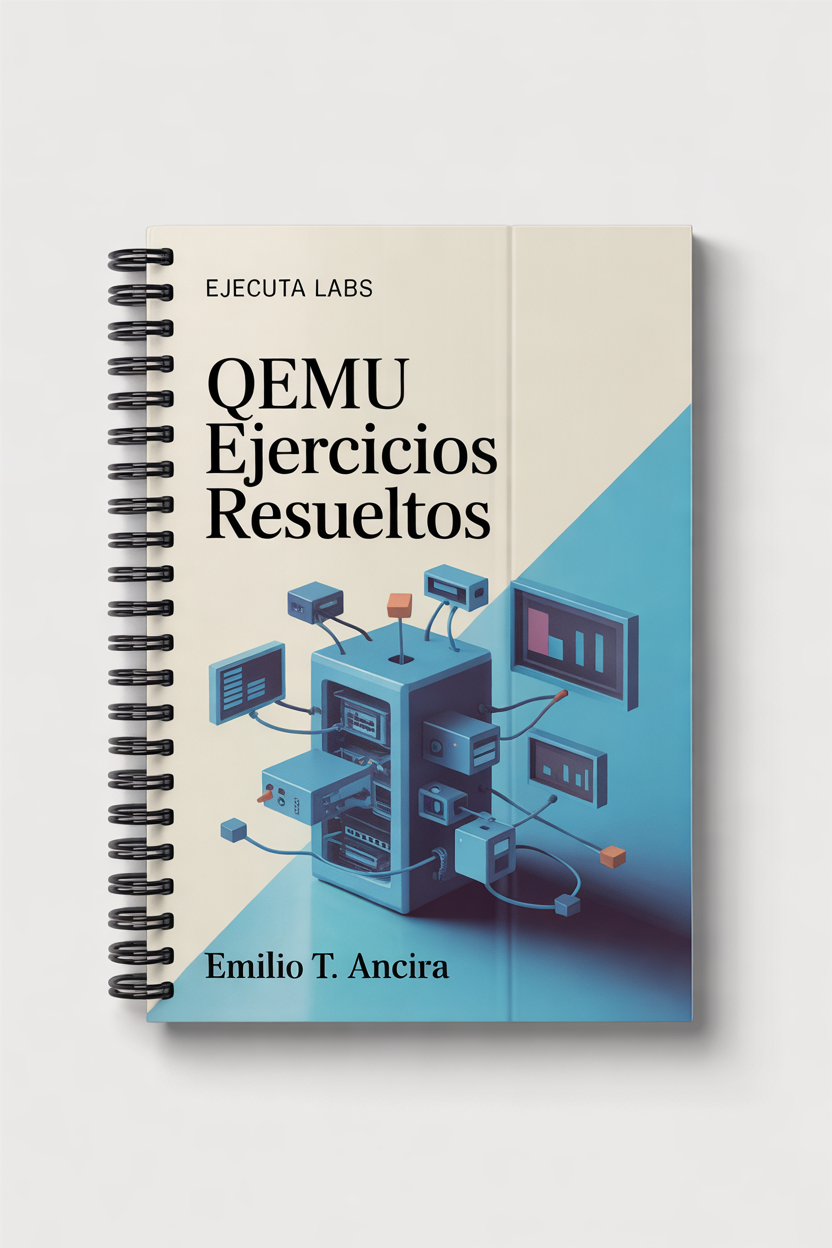 EJECUTA LABS
QEMU
Ejercicios
Resueltos
Emilio T. Ancira